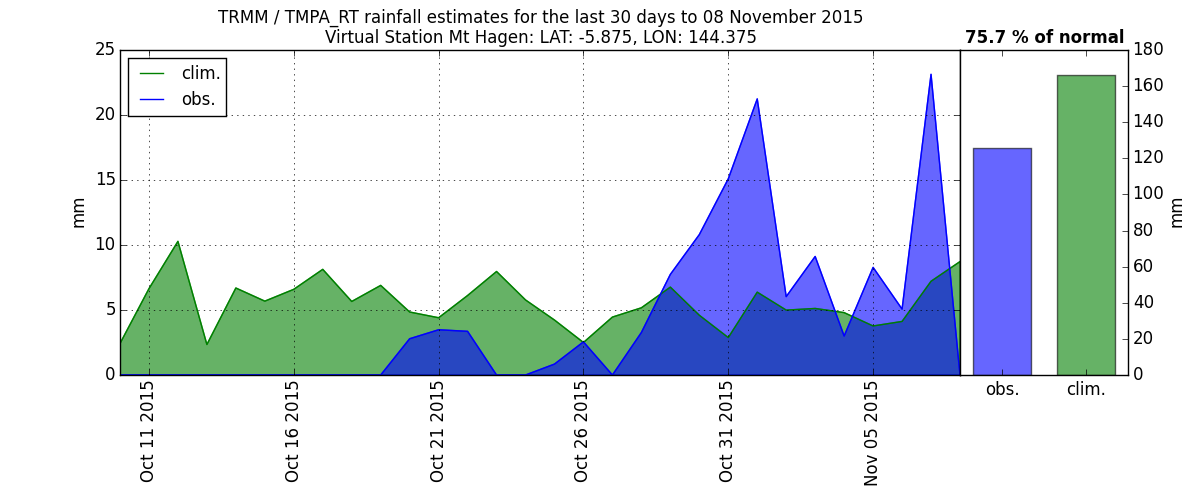 TRMM / TMPA_RT rainfall estimates for the last 30 days to 08 November 2015
Virtual Station Mt Hagen: LAT: -5.875, LON: 144.375
75.7 % of normal
clim.
obs.
25
20
15
10
5
0
mm
Oct 11 2015
Oct 16 2015
Oct 21 2015
Oct 26 2015
Oct 31 2015
Nov 05 2015
180
160
140
120
100
80
60
40
20
0
mm
obs.
clim.